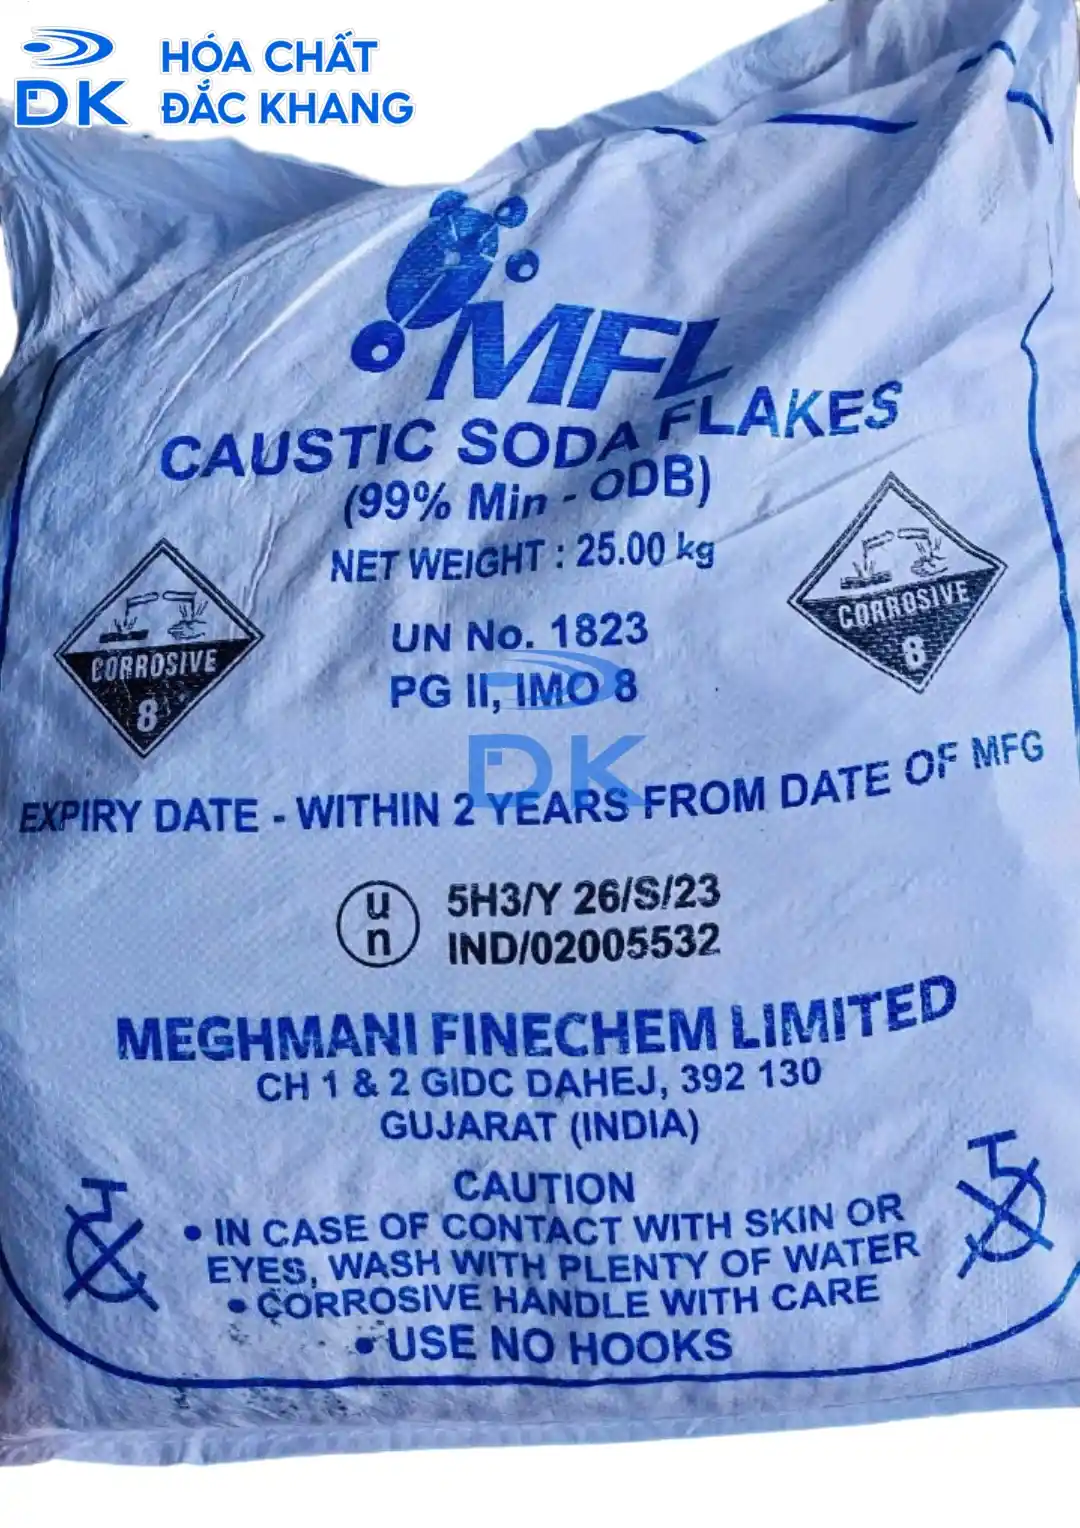 DK HÓA CHẤT
ĐẮC KHANG
MFL
CAUSTIC SODA FLAKES
(99% Min - ODB)
NET WEIGHT : 25.00 kg
UN No. 1823
PG II, IMO 8
CORROSIVE
8
CORROSIVE
8
DK
EXPIRY DATE - WITHIN 2 YEARS FROM DATE OF MFG
un
5H3/Y 26/S/23
IND/02005532
MEGHMANI FINECHEM LIMITED
CH 1 & 2 GIDC DAHEJ, 392 130
GUJARAT (INDIA)
CAUTION
• IN CASE OF CONTACT WITH SKIN OR
EYES, WASH WITH PLENTY OF WATER
• CORROSIVE HANDLE WITH CARE
• USE NO HOOKS